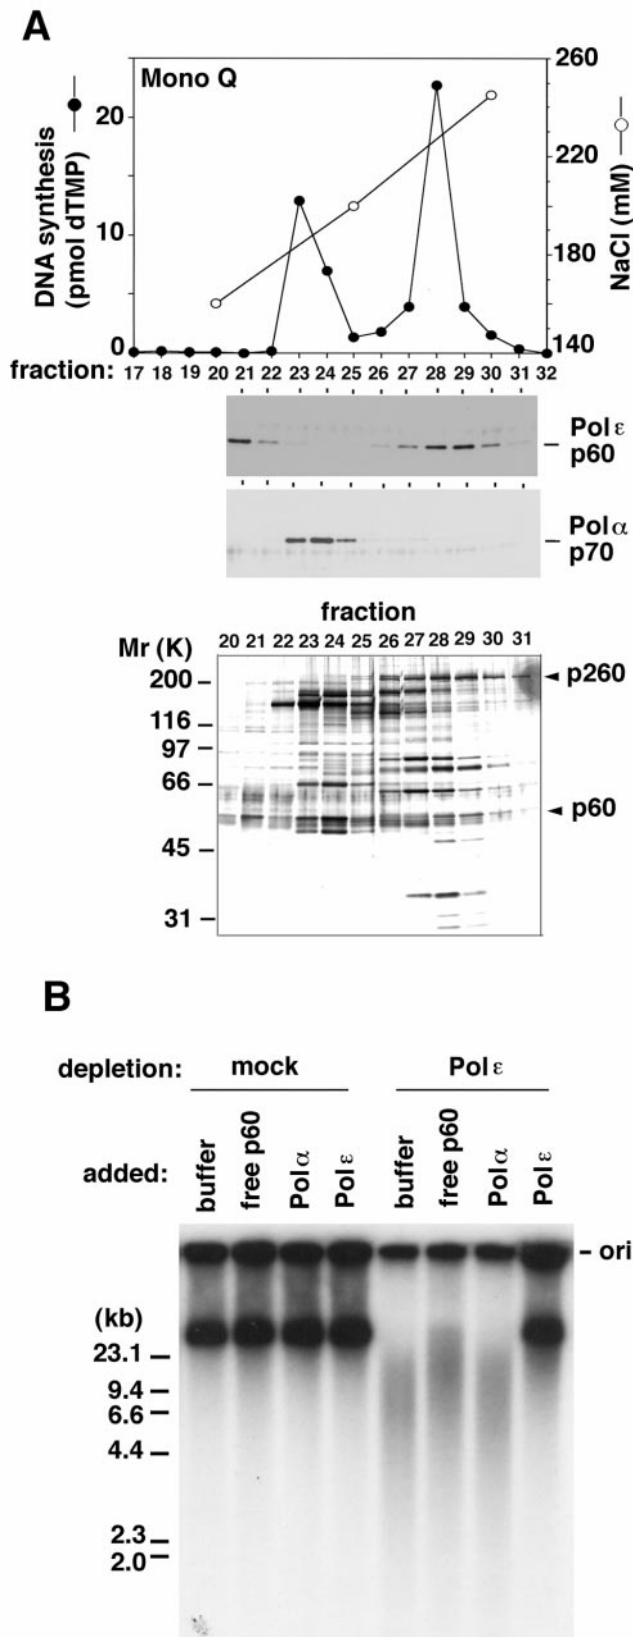 A
Mono Q
DNA synthesis
(pmol dTMP)
20
10
0
260
220
180
140
NaCl (mM)
fraction: 17 18 19 20 21 22 23 24 25 26 27 28 29 30 31 32
Pol ε
p60
Pol α
p70
fraction
Mr (K) 20 21 22 23 24 25 26 27 28 29 30 31
200
116
97
66
45
31
p260
p60
B
depletion: mock Pol ε
added: buffer free p60 Pol α Pol ε buffer free p60 Pol α Pol ε
ori
(kb)
23.1
9.4
6.6
4.4
2.3
2.0